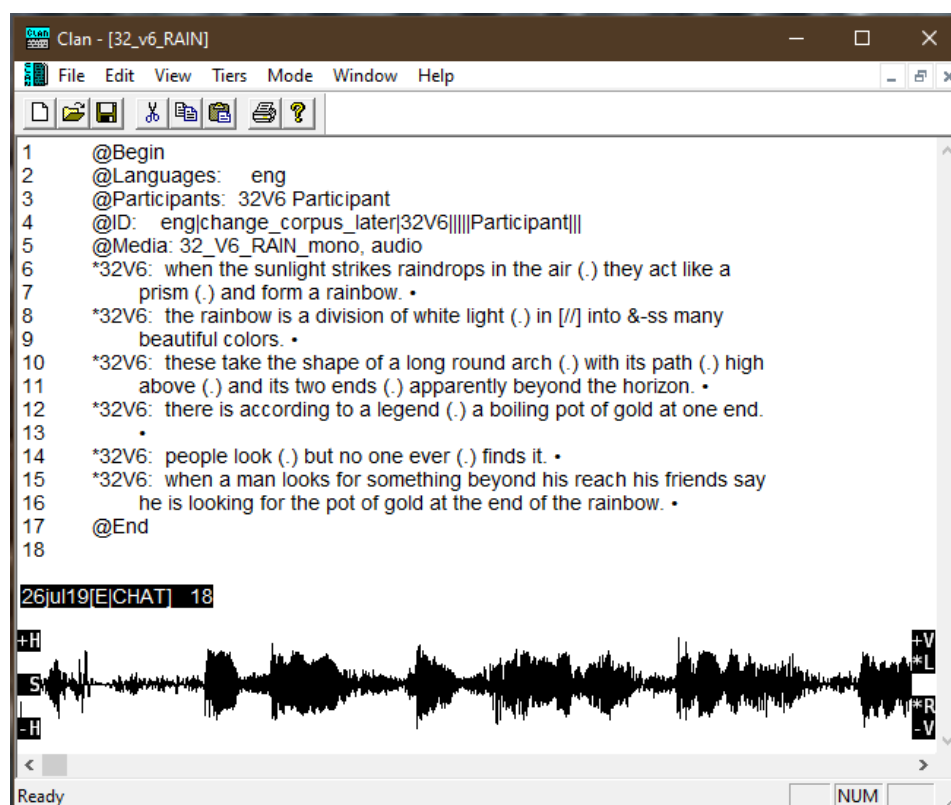 Clan - [32_v6_RAIN]
File Edit View Tiers Mode Window Help
1 @Begin
2 @Languages: eng
3 @Participants: 32V6 Participant
4 @ID: eng|change_corpus_later|32V6|||||Participant|||
5 @Media: 32_V6_RAIN_mono, audio
6 *32V6: when the sunlight strikes raindrops in the air (.) they act like a
7 prism (.) and form a rainbow. •
8 *32V6: the rainbow is a division of white light (.) in [//] into &-ss many
9 beautiful colors. •
10 *32V6: these take the shape of a long round arch (.) with its path (.) high
11 above (.) and its two ends (.) apparently beyond the horizon. •
12 *32V6: there is according to a legend (.) a boiling pot of gold at one end.
13 •
14 *32V6: people look (.) but no one ever (.) finds it. •
15 *32V6: when a man looks for something beyond his reach his friends say
16 he is looking for the pot of gold at the end of the rainbow. •
17 @End
18
26jul19[E|CHAT] 18
+H +V
*L
S
*R
-H -V
Ready NUM